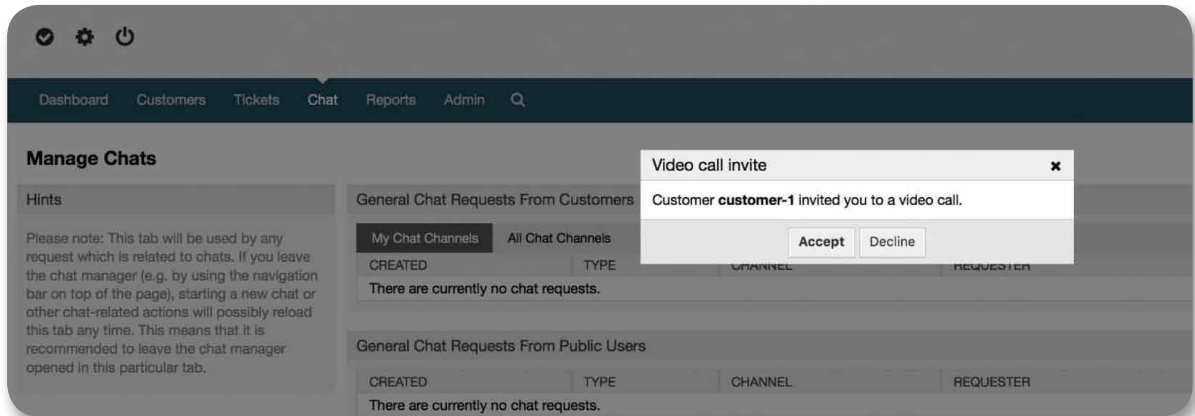 Dashboard Customers Tickets Chat Reports Admin
Manage Chats
Hints
Please note: This tab will be used by any
request which is related to chats. If you leave
the chat manager (e.g. by using the navigation
bar on top of the page), starting a new chat or
other chat-related actions will possibly reload
this tab any time. This means that it is
recommended to leave the chat manager
opened in this particular tab.
General Chat Requests From Customers
My Chat Channels All Chat Channels
CREATED TYPE CHANNEL REQUESTER
There are currently no chat requests.
Video call invite
Customer customer-1 invited you to a video call.
Accept Decline
General Chat Requests From Public Users
CREATED TYPE CHANNEL REQUESTER
There are currently no chat requests.